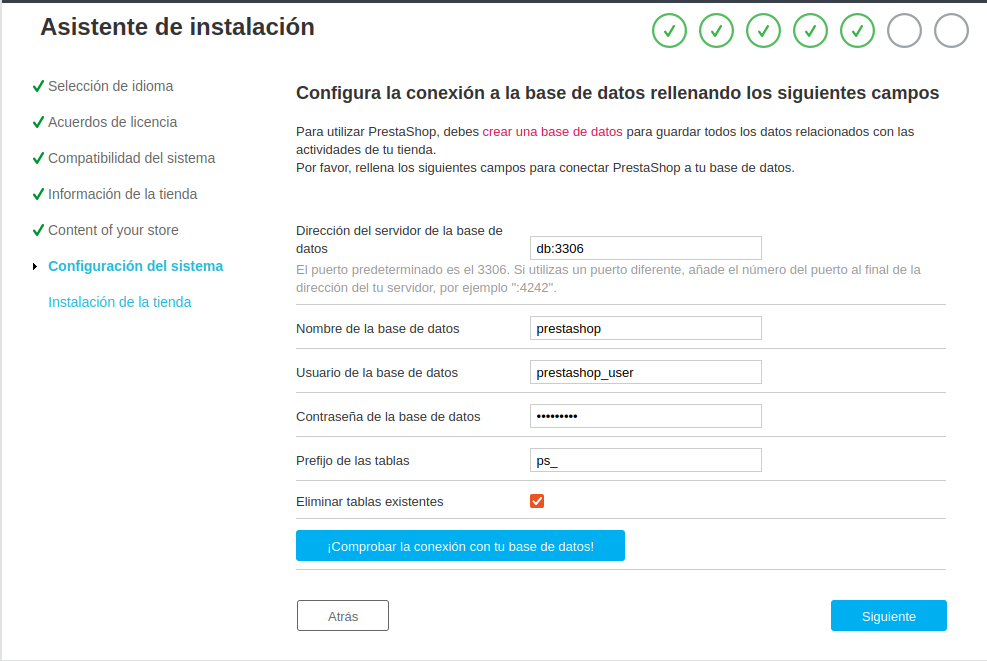 Asistente de instalación
Selección de idioma
Acuerdos de licencia
Compatibilidad del sistema
Información de la tienda
Content of your store
Configuración del sistema
Instalación de la tienda
Configura la conexión a la base de datos rellenando los siguientes campos
Para utilizar PrestaShop, debes crear una base de datos para guardar todos los datos relacionados con las
actividades de tu tienda.
Por favor, rellena los siguientes campos para conectar PrestaShop a tu base de datos.
Dirección del servidor de la base de
datos
db:3306
El puerto predeterminado es el 3306. Si utilizas un puerto diferente, añade el número del puerto al final de la
dirección del tu servidor, por ejemplo ":4242".
Nombre de la base de datos prestashop
Usuario de la base de datos prestashop_user
Contraseña de la base de datos •••••••••
Prefijo de las tablas ps_
Eliminar tablas existentes
¡Comprobar la conexión con tu base de datos!
Atrás Siguiente